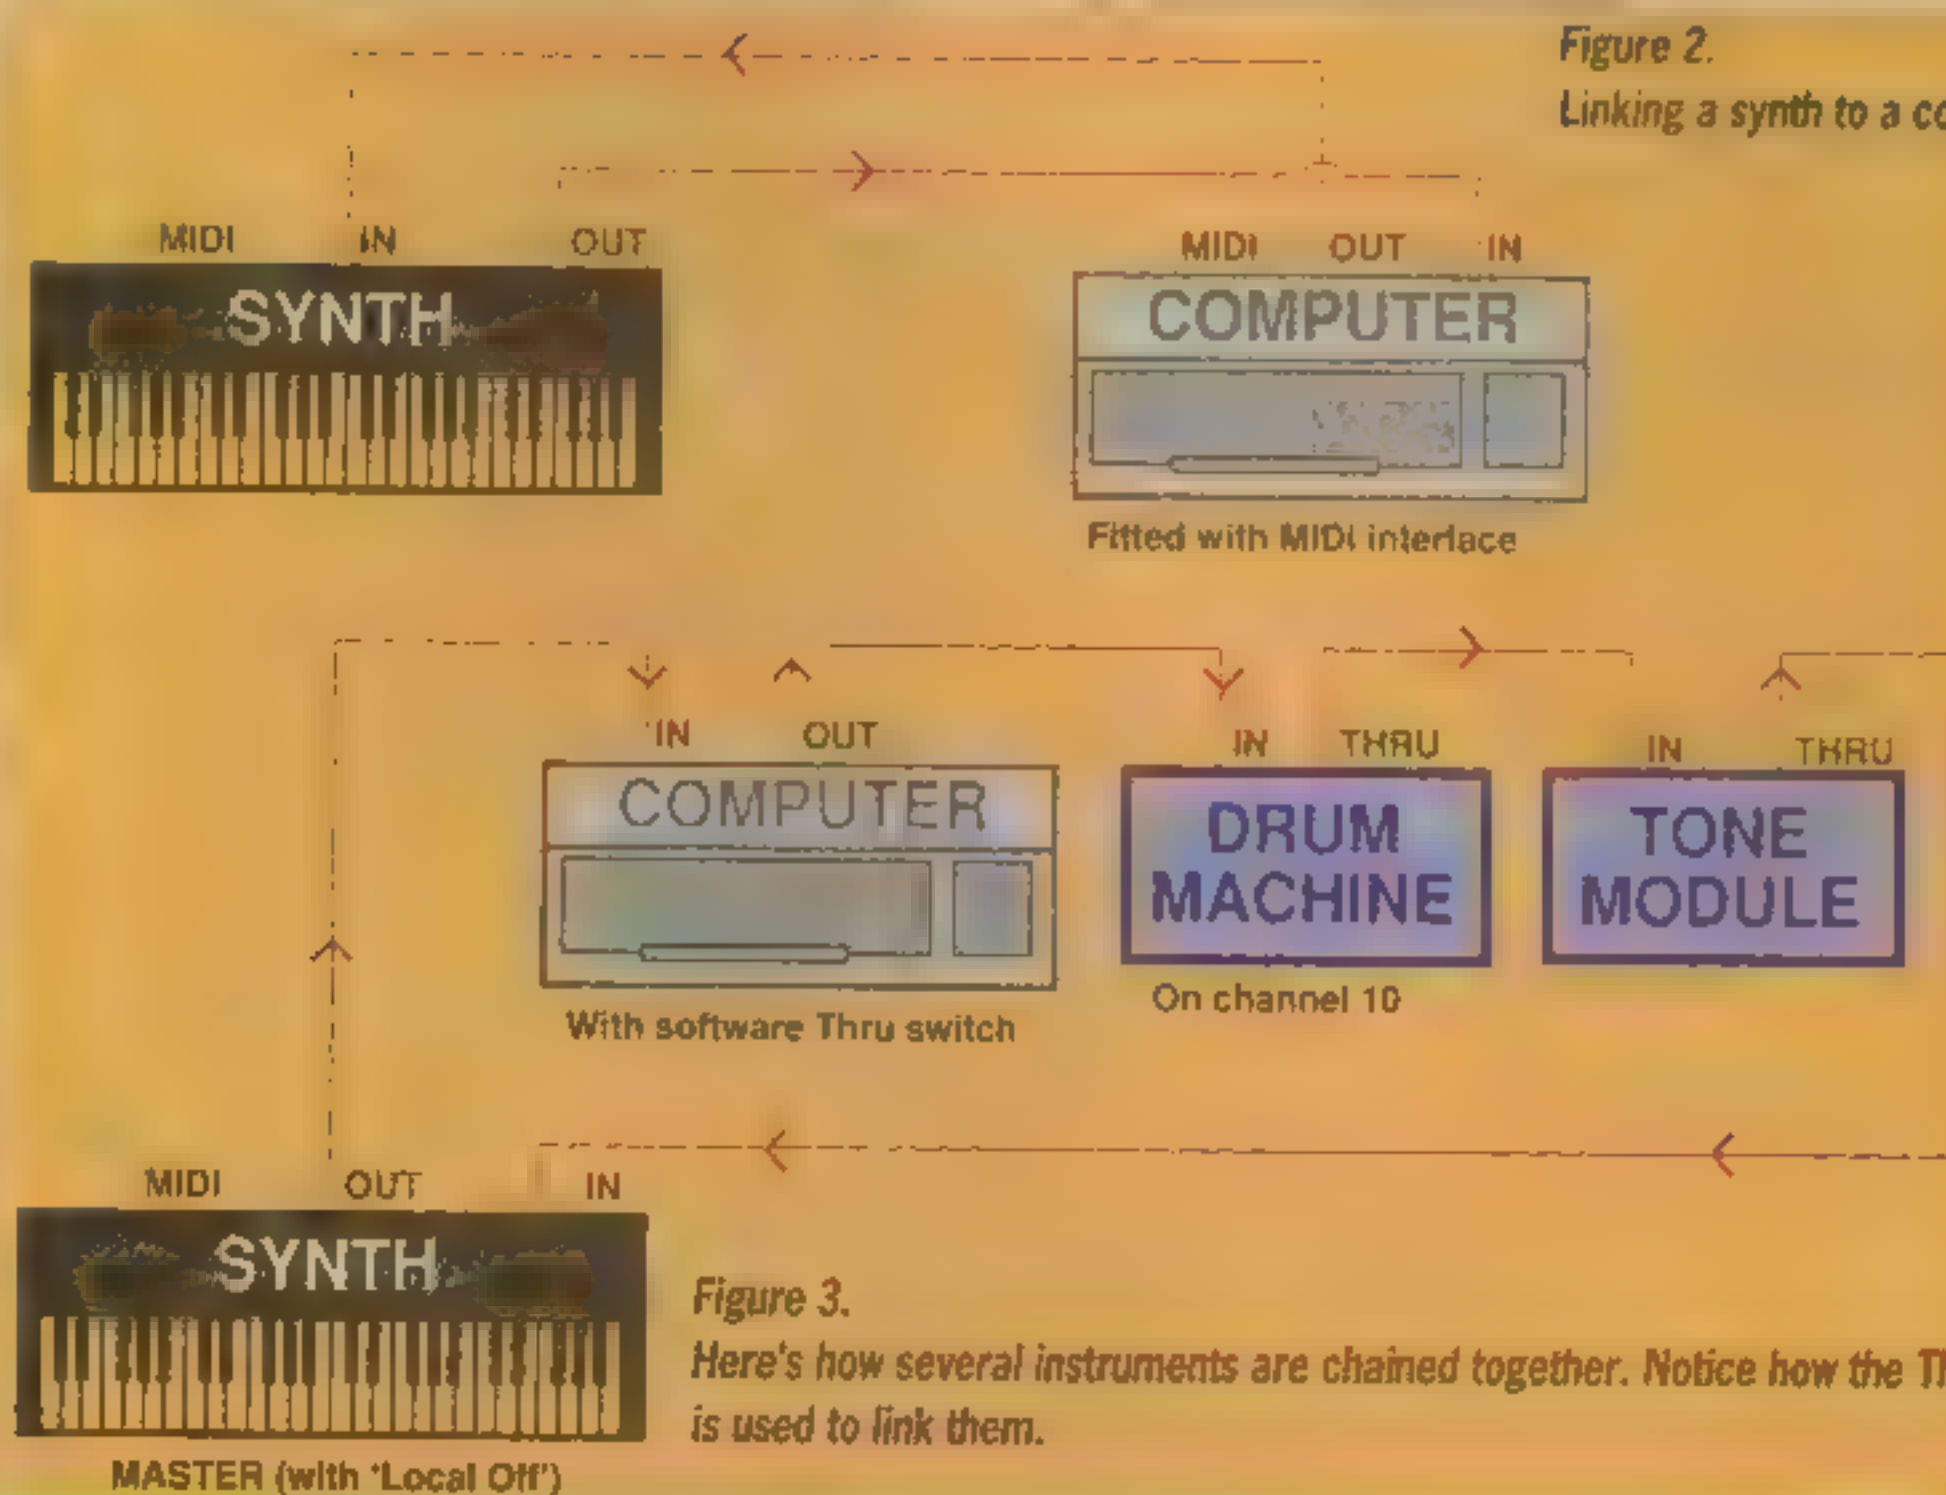 Figure 2.
Linking a synth to a co
MIDI IN OUT
SYNTH
MIDI OUT IN
COMPUTER
Fitted with MIDI interface
IN OUT
COMPUTER
With software Thru switch
IN THRU
DRUM
MACHINE
On channel 10
IN THRU
TONE
MODULE
MIDI OUT IN
SYNTH
MASTER (with 'Local Off')
Figure 3.
Here's how several instruments are chained together. Notice how the Th
is used to link them.